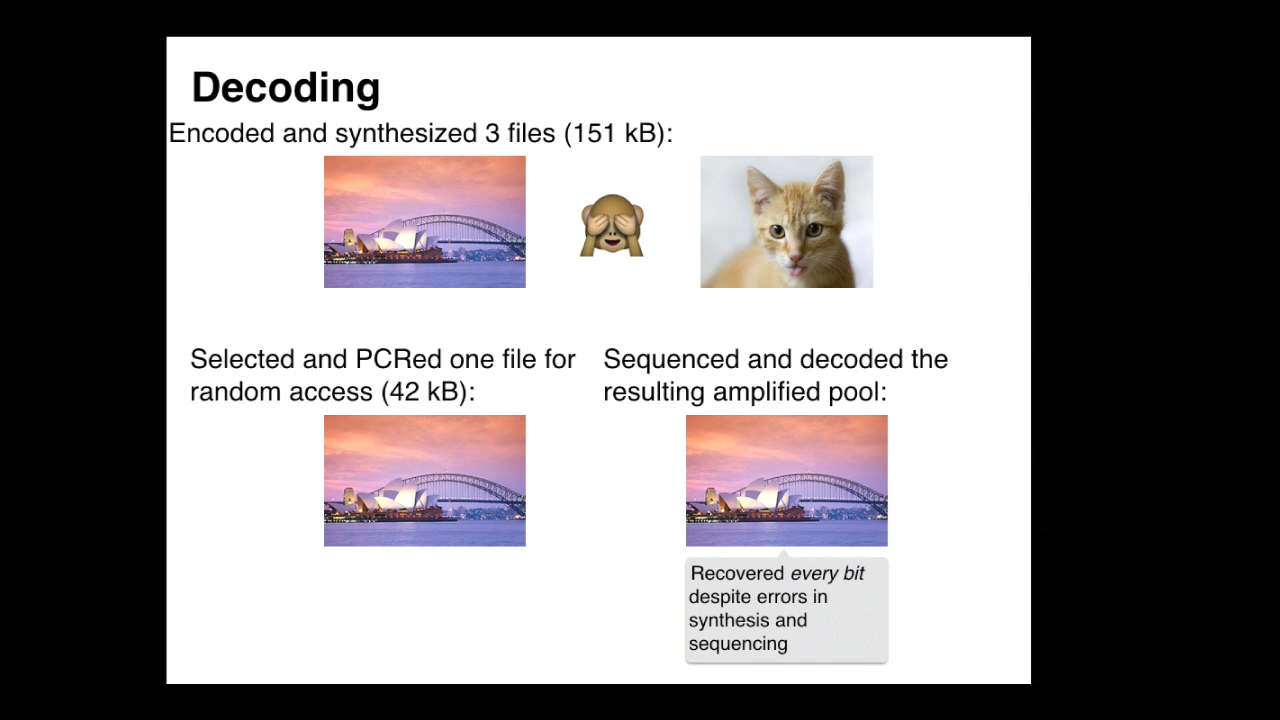 Decoding
Encoded and synthesized 3 files (151 kB):
Selected and PCRed one file for
random access (42 kB):
Sequenced and decoded the
resulting amplified pool:
Recovered every bit
despite errors in
synthesis and
sequencing